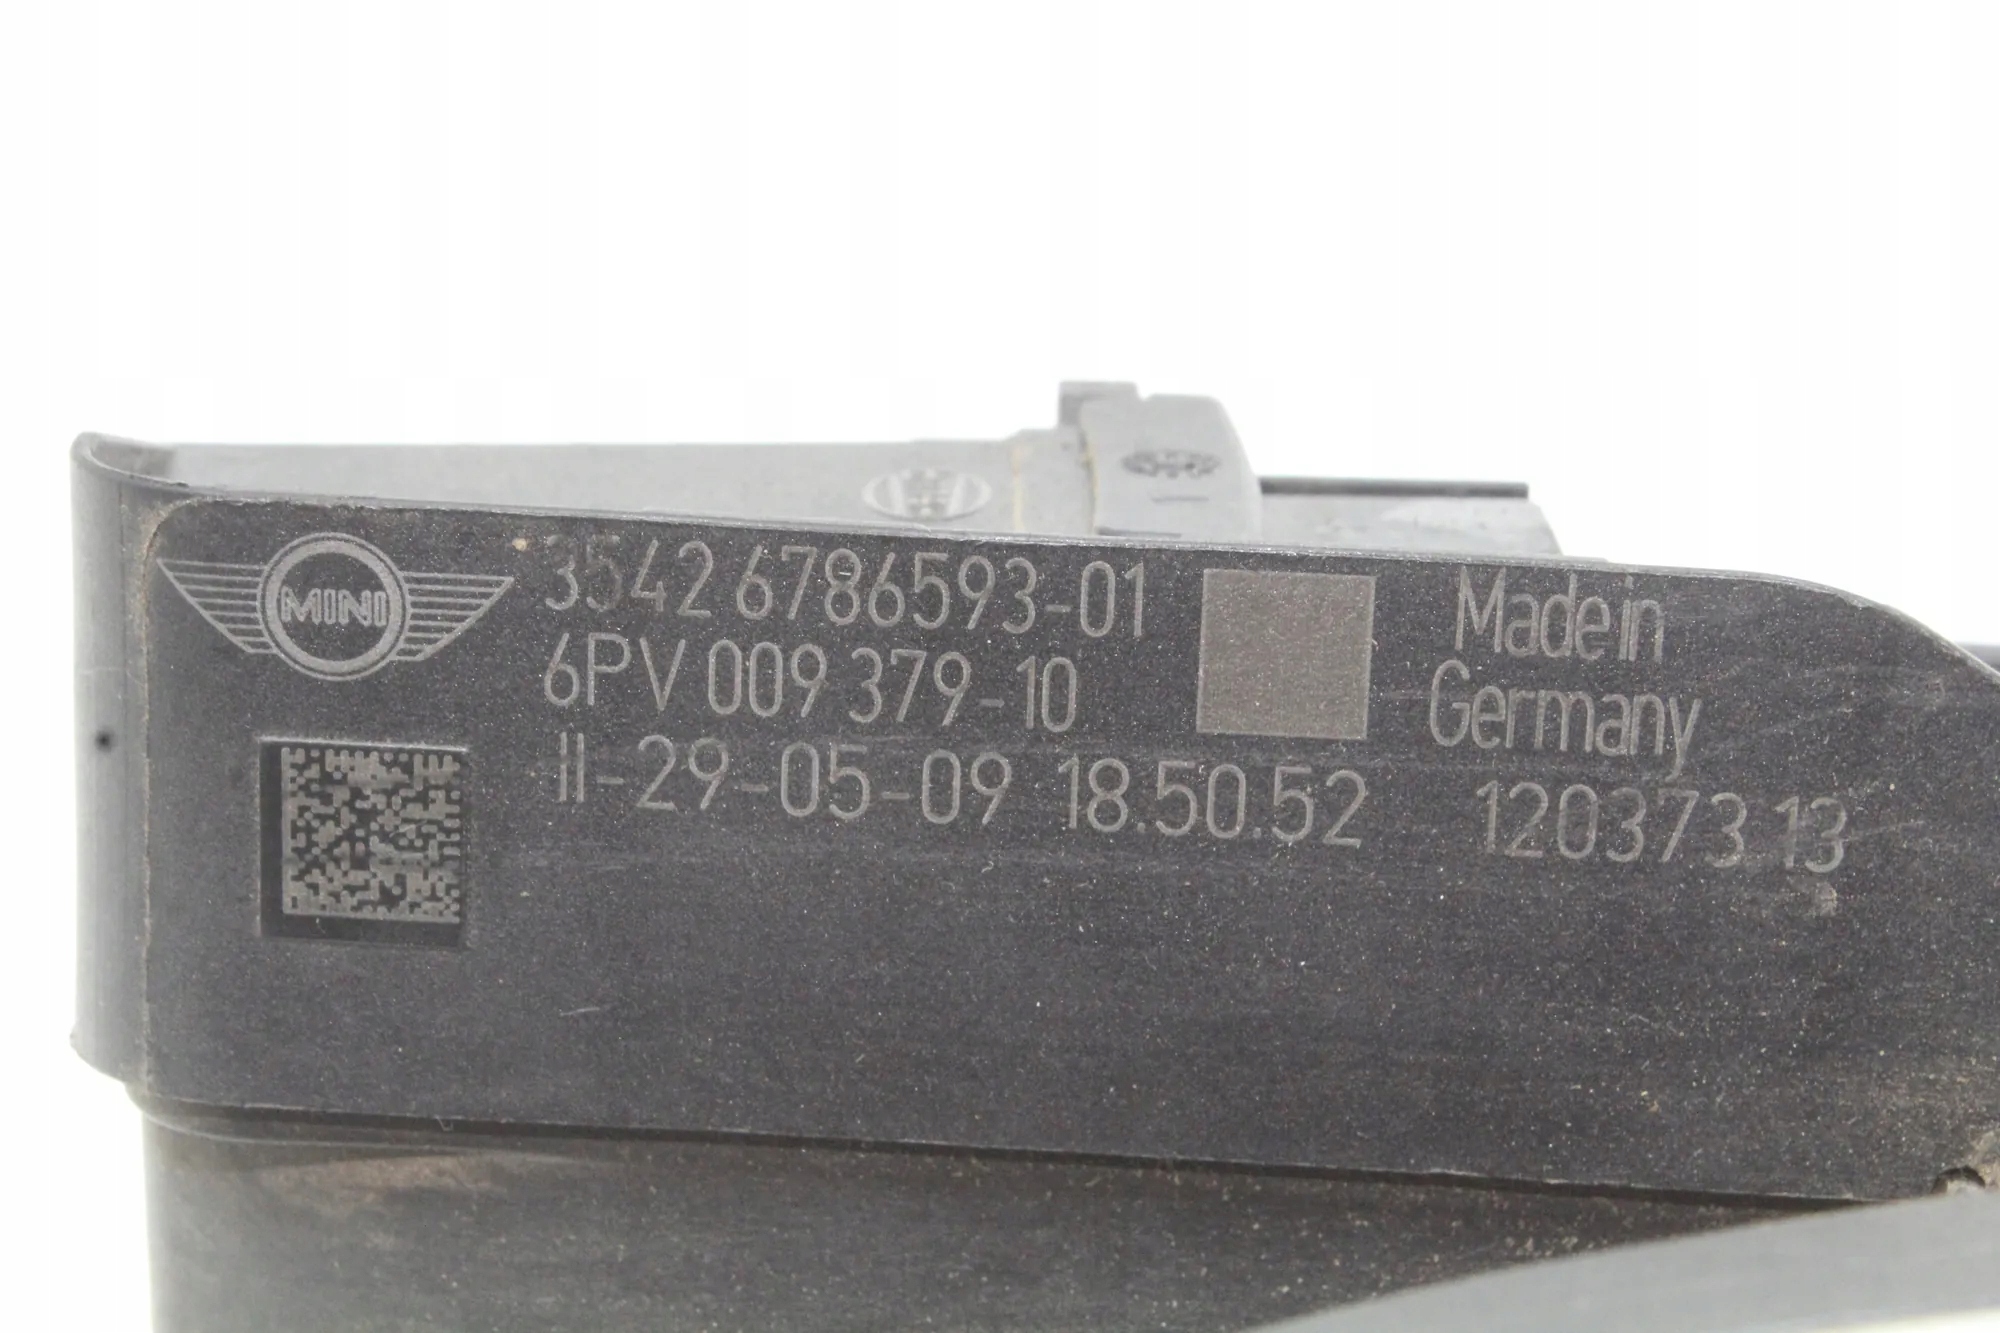 MINI
3542 6786593-01
6PV 009 379-10
II-29-05-09 18.50.52
Made in
Germany
120373 13